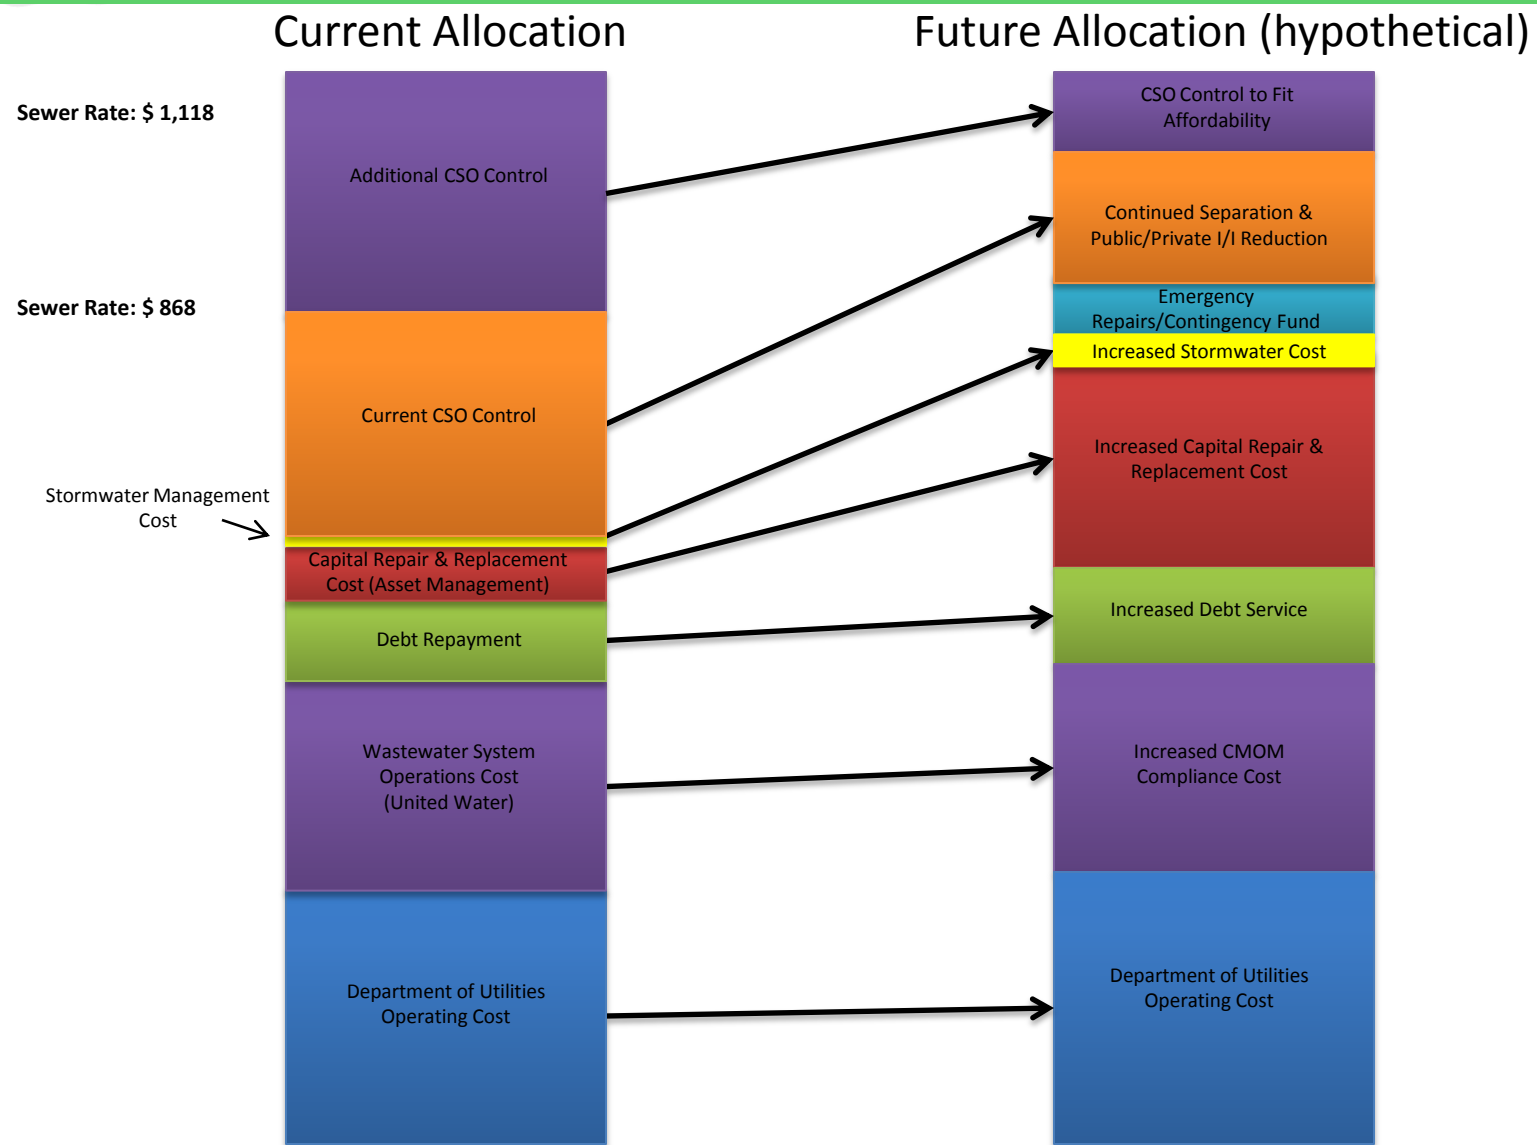 Current Allocation
Future Allocation (hypothetical)
Sewer Rate: $ 1,118
Additional CSO Control
Sewer Rate: $ 868
Current CSO Control
Stormwater Management
Cost
Capital Repair & Replacement
Cost (Asset Management)
Debt Repayment
Wastewater System
Operations Cost
(United Water)
Department of Utilities
Operating Cost
CSO Control to Fit
Affordability
Continued Separation &
Public/Private I/I Reduction
Emergency
Repairs/Contingency Fund
Increased Stormwater Cost
Increased Capital Repair &
Replacement Cost
Increased Debt Service
Increased CMOM
Compliance Cost
Department of Utilities
Operating Cost